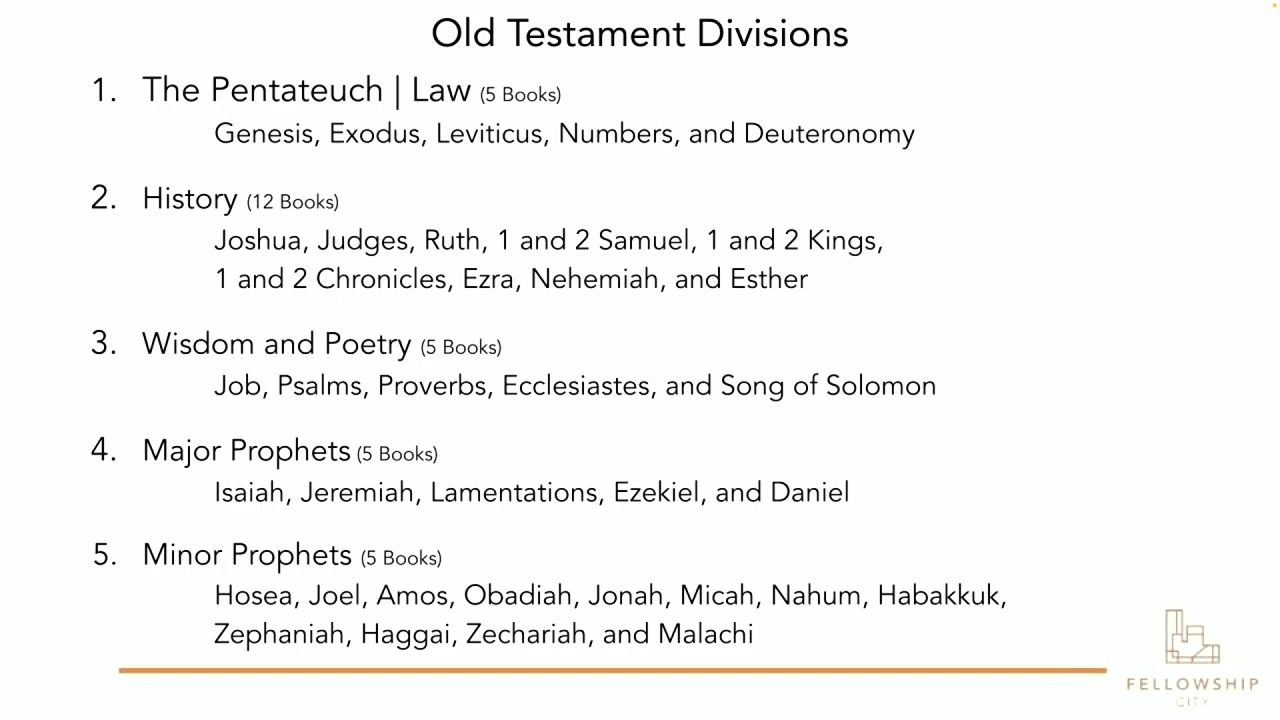 Old Testament Divisions
1. The Pentateuch | Law (5 Books)
Genesis, Exodus, Leviticus, Numbers, and Deuteronomy
2. History (12 Books)
Joshua, Judges, Ruth, 1 and 2 Samuel, 1 and 2 Kings,
1 and 2 Chronicles, Ezra, Nehemiah, and Esther
3. Wisdom and Poetry (5 Books)
Job, Psalms, Proverbs, Ecclesiastes, and Song of Solomon
4. Major Prophets (5 Books)
Isaiah, Jeremiah, Lamentations, Ezekiel, and Daniel
5. Minor Prophets (5 Books)
Hosea, Joel, Amos, Obadiah, Jonah, Micah, Nahum, Habakkuk,
Zephaniah, Haggai, Zechariah, and Malachi
FELLOWSHIP
CITY